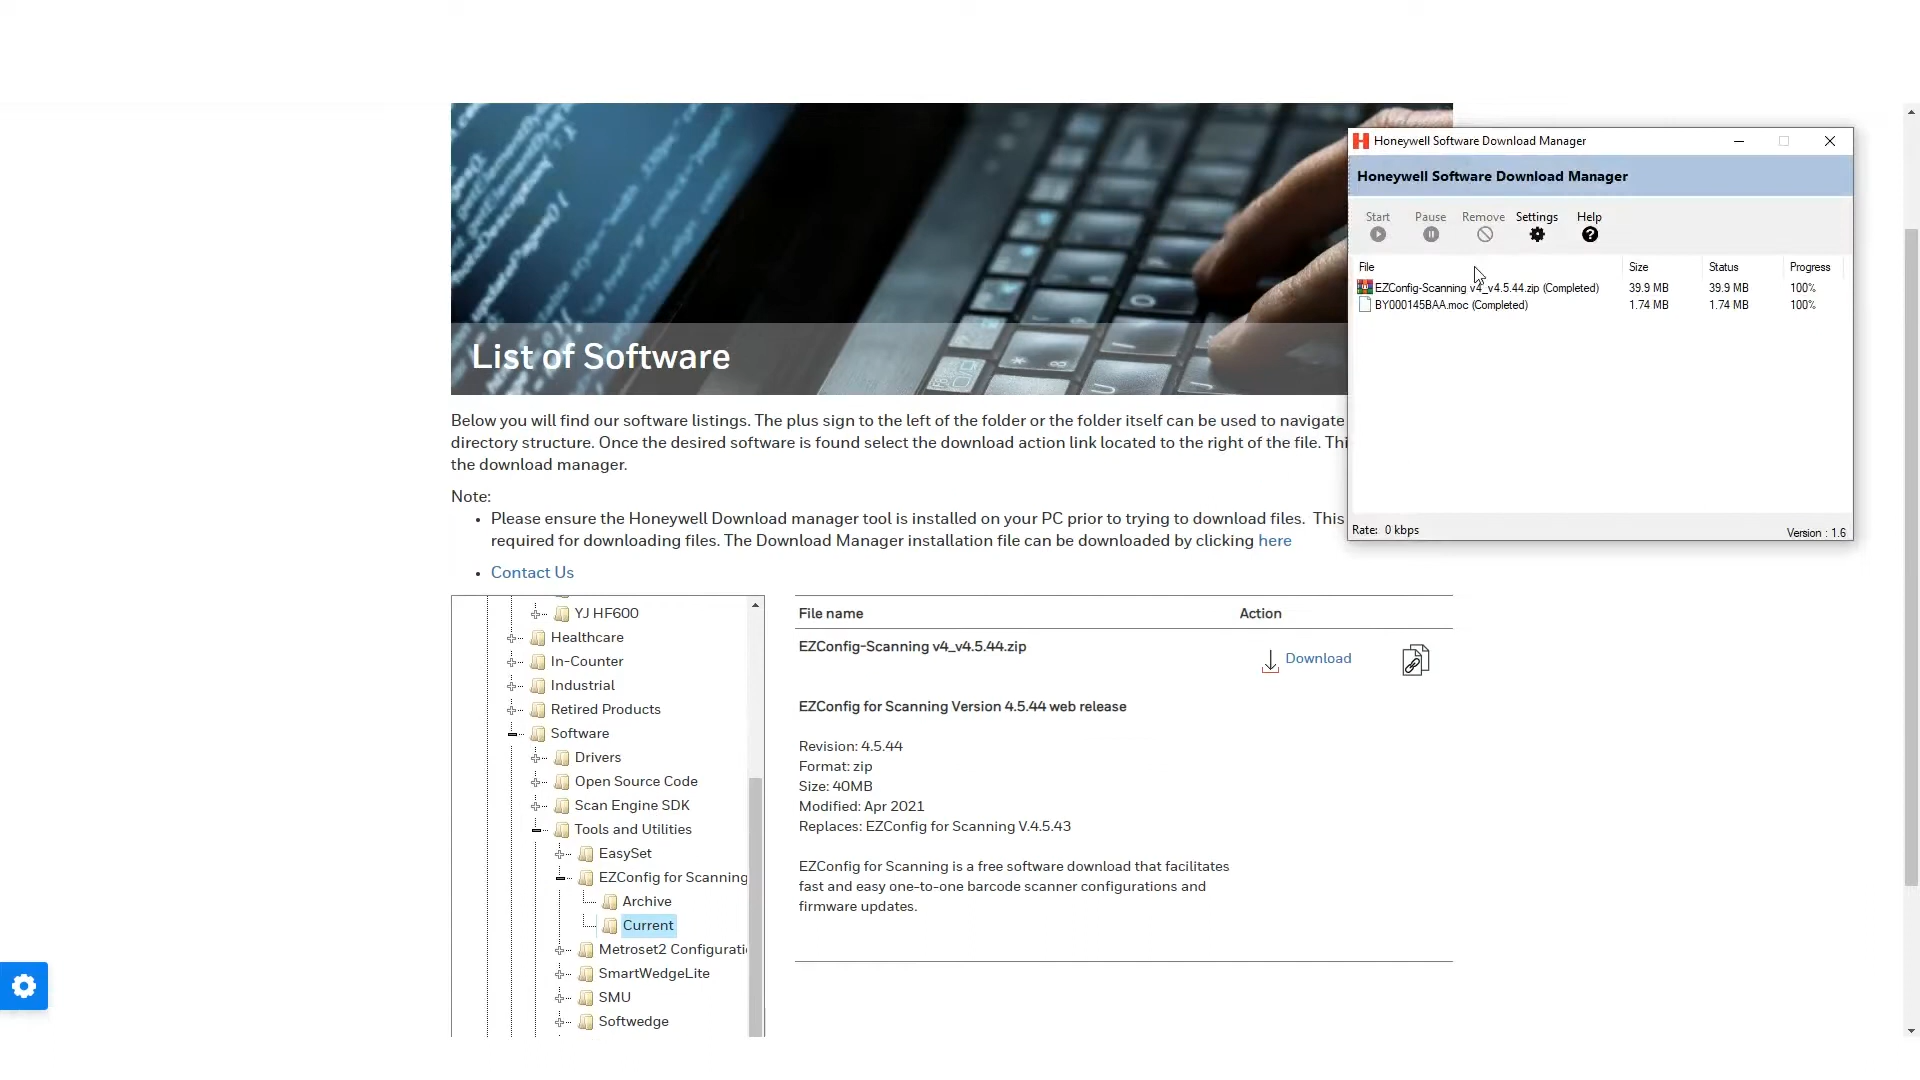 List of Software
Below you will find our software listings. The plus sign to the left of the folder or the folder itself can be used to navigate
directory structure. Once the desired software is found select the download action link located to the right of the file. Thi
the download manager.
Note:
• Please ensure the Honeywell Download manager tool is installed on your PC prior to trying to download files. This
required for downloading files. The Download Manager installation file can be downloaded by clicking here
• Contact Us
YJ HF600
Healthcare
In-Counter
Industrial
Retired Products
Software
Drivers
Open Source Code
Scan Engine SDK
Tools and Utilities
EasySet
EZConfig for Scanning
Archive
Current
Metroset2 Configurati
SmartWedgeLite
SMU
Softwedge
File name Action
EZConfig-Scanning v4_v4.5.44.zip Download
EZConfig for Scanning Version 4.5.44 web release
Revision: 4.5.44
Format: zip
Size: 40MB
Modified: Apr 2021
Replaces: EZConfig for Scanning V.4.5.43
EZConfig for Scanning is a free software download that facilitates
fast and easy one-to-one barcode scanner configurations and
firmware updates.
Honeywell Software Download Manager
Honeywell Software Download Manager
Start Pause Remove Settings Help
File Size Status Progress
EZConfig-Scanning v4_v4.5.44.zip (Completed) 39.9 MB 39.9 MB 100%
BY000145BAA.moc (Completed) 1.74 MB 1.74 MB 100%
Rate: 0 kbps Version : 1.6